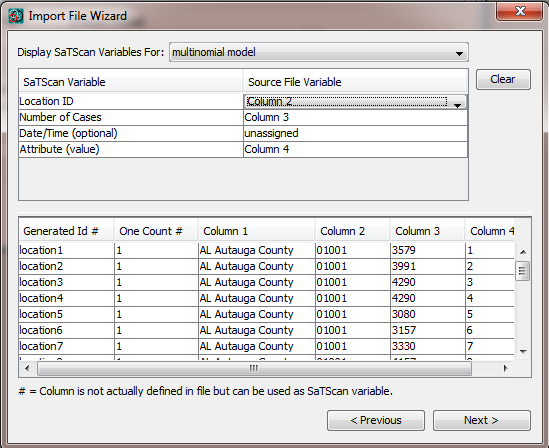 Import File Wizard
Display SaTScan Variables For: multinomial model
SaTScan Variable Source File Variable Clear
Location ID Column 2
Number of Cases Column 3
Date/Time (optional) unassigned
Attribute (value) Column 4
Generated Id # One Count # Column 1 Column 2 Column 3 Column 4
location1 1 AL Autauga County 01001 3579 1
location2 1 AL Autauga County 01001 3991 2
location3 1 AL Autauga County 01001 4290 3
location4 1 AL Autauga County 01001 4290 4
location5 1 AL Autauga County 01001 3080 5
location6 1 AL Autauga County 01001 3157 6
location7 1 AL Autauga County 01001 3330 7
# = Column is not actually defined in file but can be used as SaTScan variable.
< Previous Next >